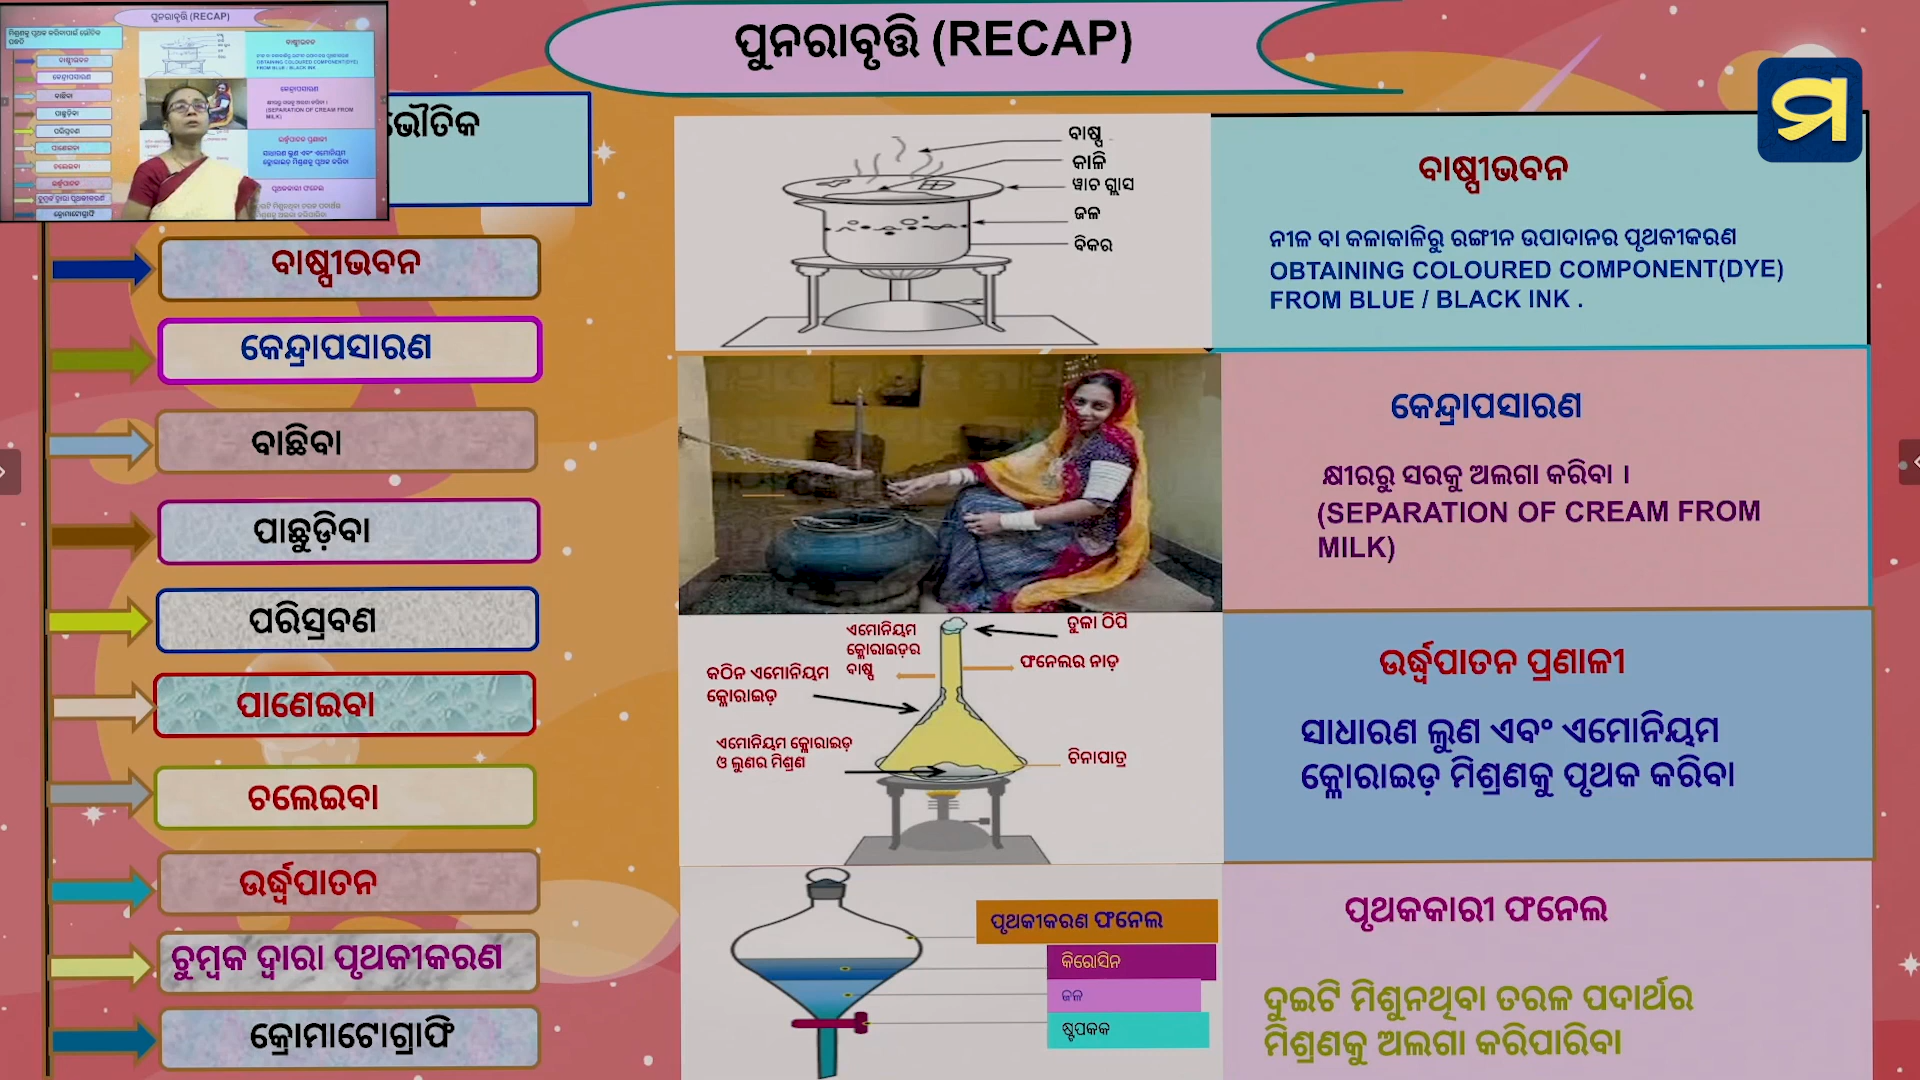 ପୁନରାବୃତ୍ତି (RECAP)
ଭୌତିକ
ବାଷ୍ପୀଭବନ
କେନ୍ଦ୍ରାପସାରଣ
ବାଛିବା
ପାଛୁଡ଼ିବା
ପରିସ୍ରବଣ
ପାଣେଇବା
ଚଲେଇବା
ଉର୍ଦ୍ଧ୍ୱପାତନ
ଚୁମ୍ବକ ଦ୍ୱାରା ପୃଥକୀକରଣ
କ୍ରୋମାଟୋଗ୍ରାଫି
ବାଷ୍ପ
କାଳି
ୱାଚ ଗ୍ଲାସ
ଜଳ
ବିକର
ବାଷ୍ପୀଭବନ
ନୀଳ ବା କଳାକାଳିରୁ ରଙ୍ଗୀନ ଉପାଦାନର ପୃଥକୀକରଣ
OBTAINING COLOURED COMPONENT(DYE)
FROM BLUE / BLACK INK .
କେନ୍ଦ୍ରାପସାରଣ
କ୍ଷୀରରୁ ସରକୁ ଅଲଗା କରିବା ।
(SEPARATION OF CREAM FROM
MILK)
ତୁଳା ଠିପି
ଏମୋନିୟମ
କ୍ଳୋରାଇଡ଼ର
ବାଷ୍ପ
ଫନେଲର ନାଡ଼
କଠିନ ଏମୋନିୟମ
କ୍ଳୋରାଇଡ଼
ଏମୋନିୟମ କ୍ଳୋରାଇଡ଼
ଓ ଲୁଣର ମିଶ୍ରଣ
ଚିନାପାତ୍ର
ଉର୍ଦ୍ଧ୍ୱପାତନ ପ୍ରଣାଳୀ
ସାଧାରଣ ଲୁଣ ଏବଂ ଏମୋନିୟମ
କ୍ଳୋରାଇଡ଼ ମିଶ୍ରଣକୁ ପୃଥକ କରିବା
ପୃଥକୀକରଣ ଫନେଲ
କିରୋସିନ
ଜଳ
ଷ୍ଟପକକ
ପୃଥକକାରୀ ଫନେଲ
ଦୁଇଟି ମିଶୁନଥିବା ତରଳ ପଦାର୍ଥର
ମିଶ୍ରଣକୁ ଅଲଗା କରିପାରିବା
ମ